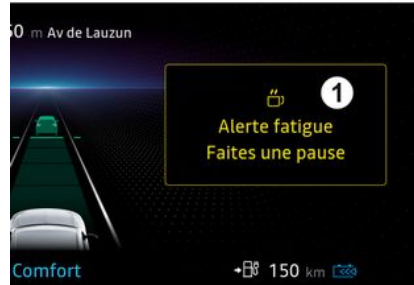 0 m Av de Lauzun
1
Alerte fatigue
Faites une pause
Comfort
150 km